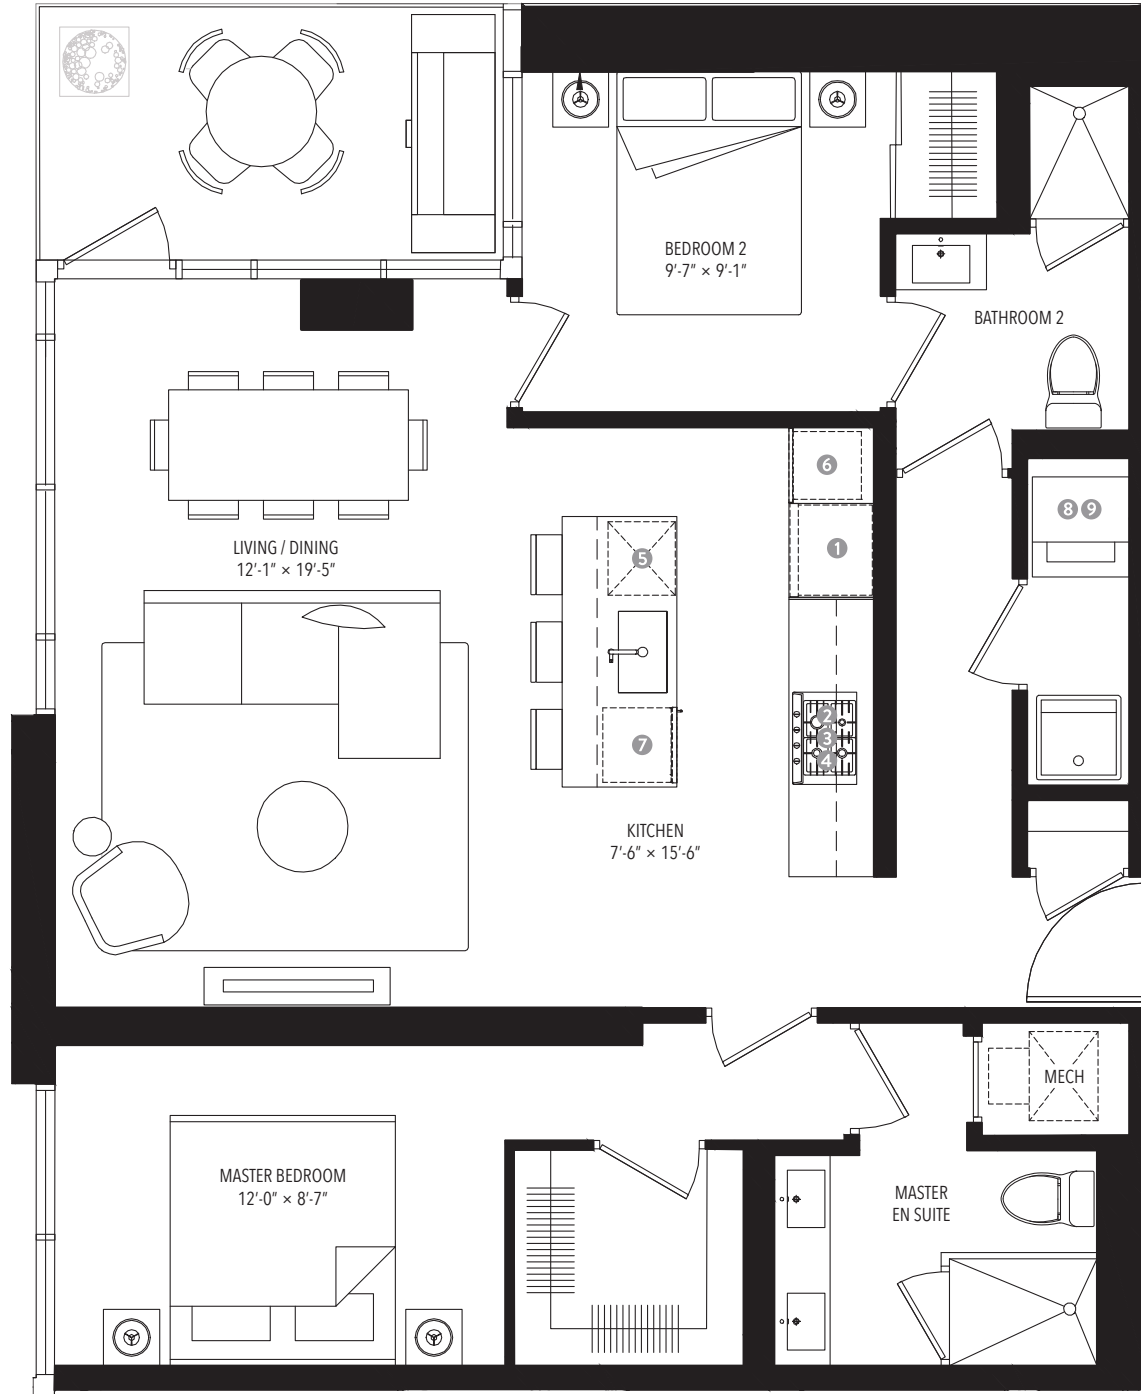 BEDROOM 2
9'-7" × 9'-1"
BATHROOM 2
6
8 9
1
5
LIVING / DINING
12'-1" × 19'-5"
2
3
4
7
KITCHEN
7'-6" × 15'-6"
MECH
MASTER BEDROOM
12'-0" × 8'-7"
MASTER
EN SUITE